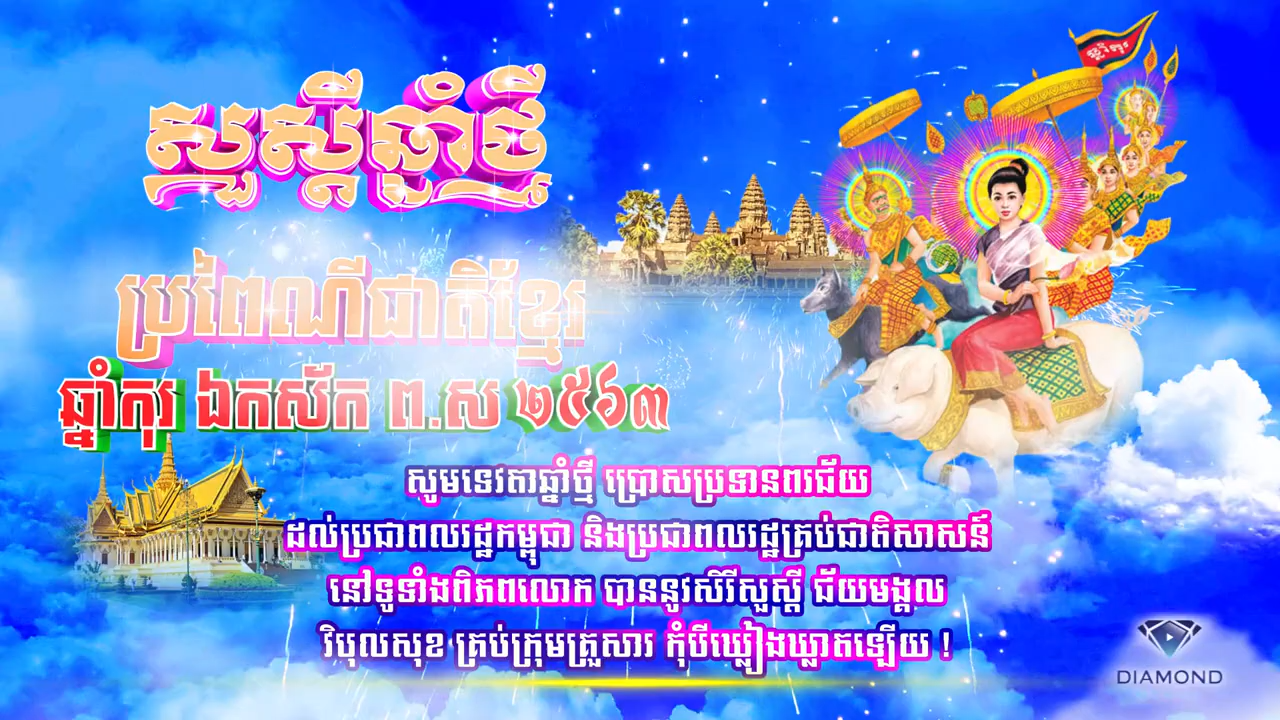 សួស្តីឆ្នាំថ្មី
ប្រពៃណីជាតិខ្មែរ
ឆ្នាំកុរ ឯកស័ក ព.ស ២៥៦៣
សូមទេវតាឆ្នាំថ្មី ប្រោសប្រទានពរជ័យ
ដល់ប្រជាពលរដ្ឋកម្ពុជា និងប្រជាពលរដ្ឋគ្រប់ជាតិសាសន៍
នៅទូទាំងពិភពលោក បាននូវសិរីសួស្តី ជ័យមង្គល
វិបុលសុខ គ្រប់ក្រុមគ្រួសារ កុំបីឃ្លៀងឃ្លាតឡើយ !
ឆ្នាំកុរ
DIAMOND